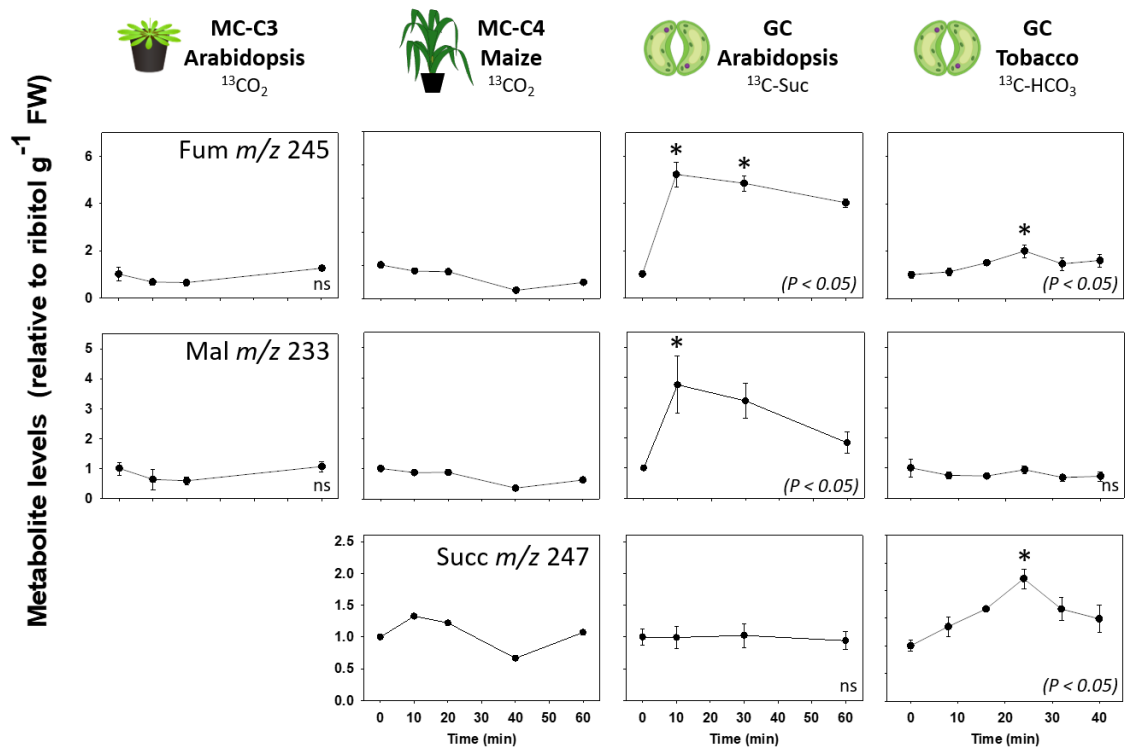 MC-C3
Arabidopsis
¹³CO₂
MC-C4
Maize
¹³CO₂
GC
Arabidopsis
¹³C-Suc
GC
Tobacco
¹³C-HCO₃
Metabolite levels (relative to ribitol g⁻¹ FW)
Fum m/z 245
6
4
2
0
ns
*
*
(P < 0.05)
*
(P < 0.05)
Mal m/z 233
5
4
3
2
1
0
ns
*
(P < 0.05)
ns
Succ m/z 247
2.5
2.0
1.5
1.0
0.5
0.0
ns
*
(P < 0.05)
0 10 20 30 40 50 60
Time (min)
0 10 20 30 40 50 60
Time (min)
0 10 20 30 40
Time (min)